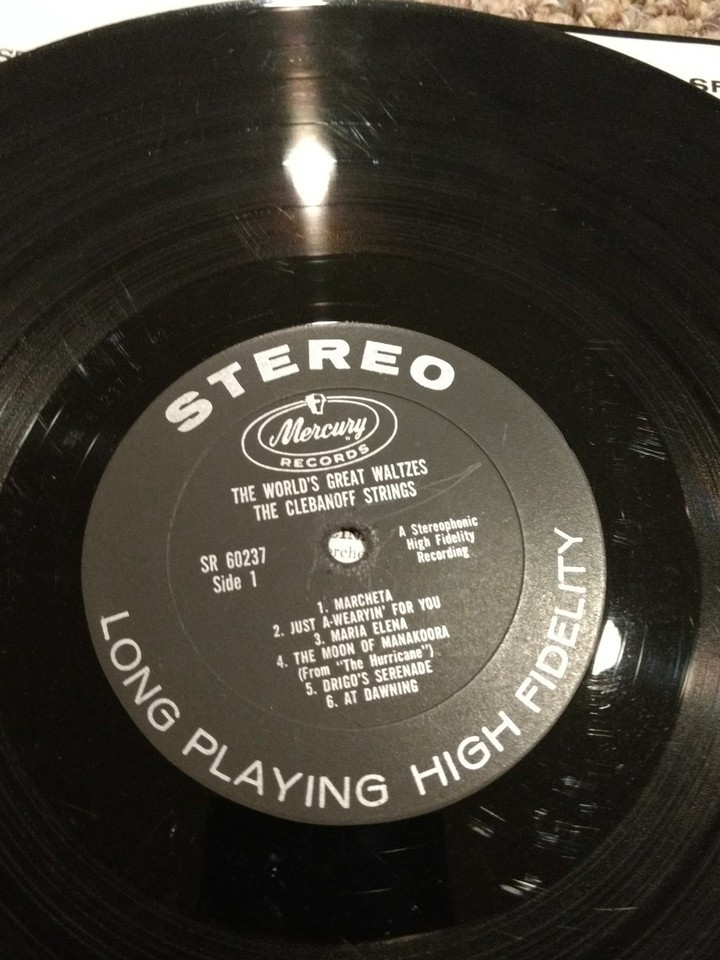 STEREO
Mercury
RECORDS
THE WORLD'S GREAT WALTZES
THE CLEBANOFF STRINGS
SR 60237
Side 1
A Stereophonic
High Fidelity
Recording
1. MARCHETA
2. JUST A-WEARYIN' FOR YOU
3. MARIA ELENA
4. THE MOON OF MANAKOORA
(From "The Hurricane")
5. DRIGO'S SERENADE
6. AT DAWNING
LONG PLAYING HIGH FIDELITY